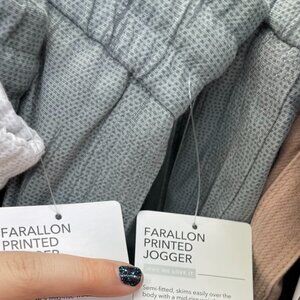 FARALLON
PRINTED
JOGGER
FARALLON
PRINTED
JOGGER
WHY WE LOVE IT
Semi-fitted, skims easily over the
body with a mid-rise